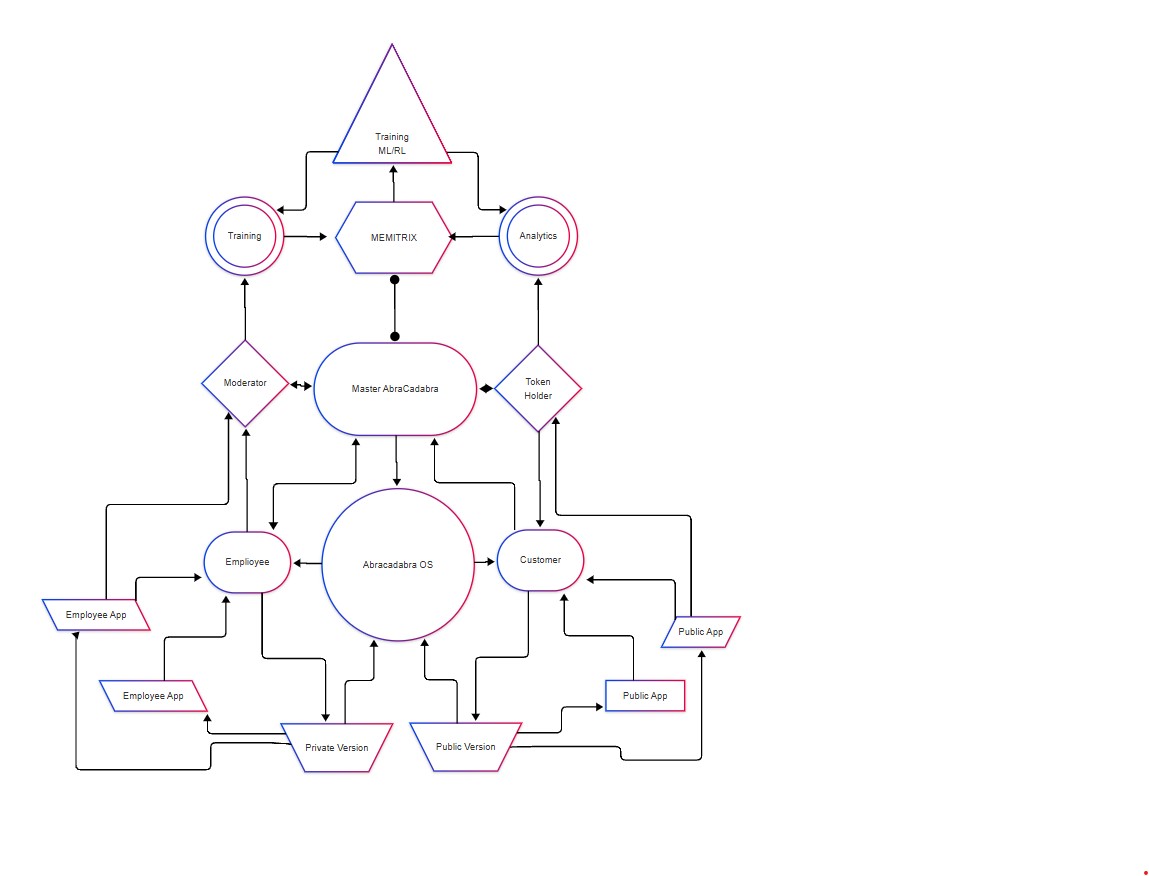 Training
ML/RL
Training
MEMITRIX
Analytics
Moderator
Master AbraCadabra
Token
Holder
Emplioyee
Abracadabra OS
Customer
Employee App
Public App
Employee App
Public App
Private Version
Public Version